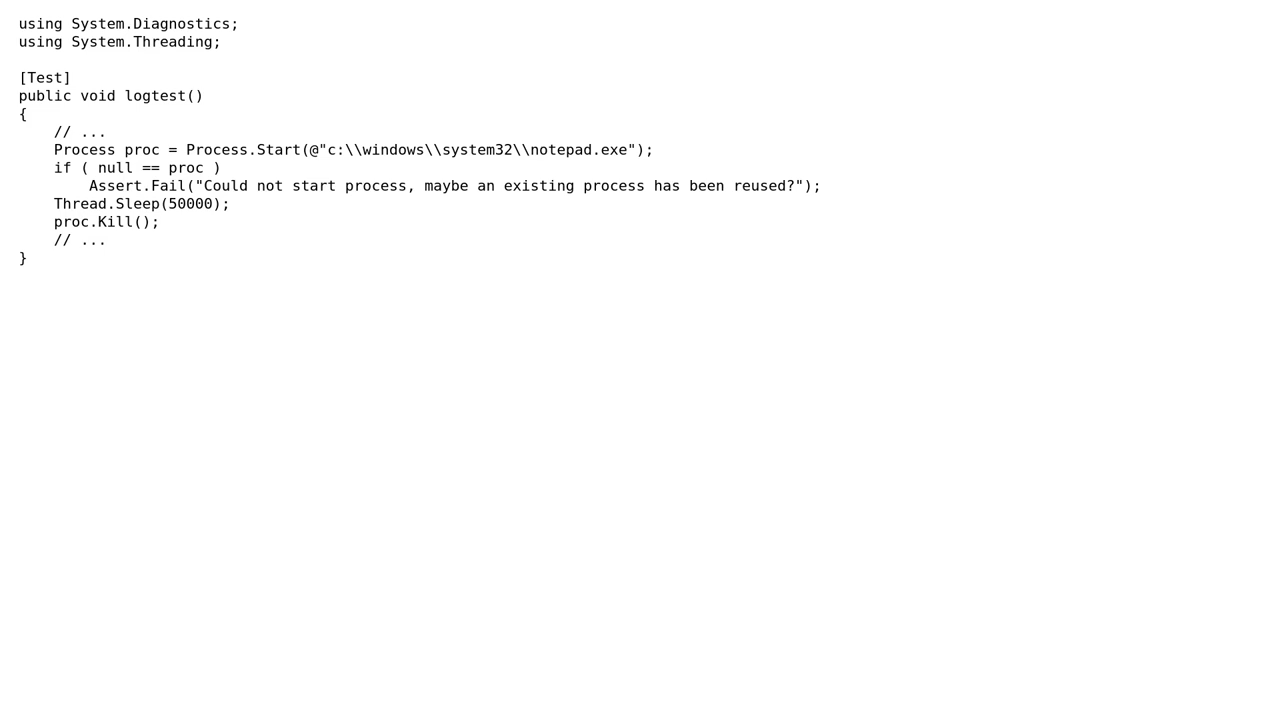 using System.Diagnostics;
using System.Threading;

[Test]
public void logtest()
{
    // ...
    Process proc = Process.Start(@"c:\\windows\\system32\\notepad.exe");
    if ( null == proc )
        Assert.Fail("Could not start process, maybe an existing process has been reused?");
    Thread.Sleep(50000);
    proc.Kill();
    // ...
}